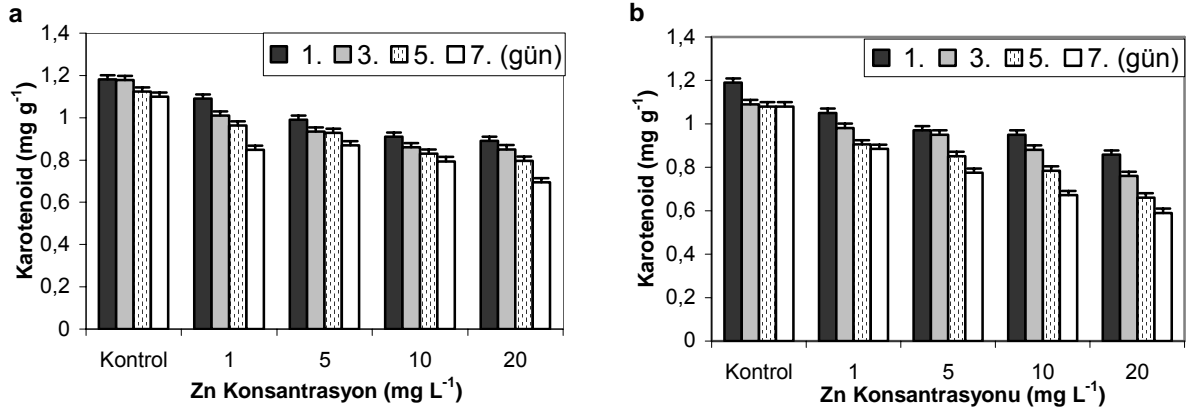 a
1,4
1.2
1
0.8
0.6
0,4
0,2
0
Karotenoid (mg g-1)
1. 3. 5. 7. (gün)
Kontrol 1 5 10 20
Zn Konsantrasyon (mg L-1)
b
1,4
1.2
1
0.8
0.6
0,4
0,2
0
Karotenoid (mg g-1)
1. 3. 5. 7. (gün)
Kontrol 1 5 10 20
Zn Konsantrasyonu (mg L-1)